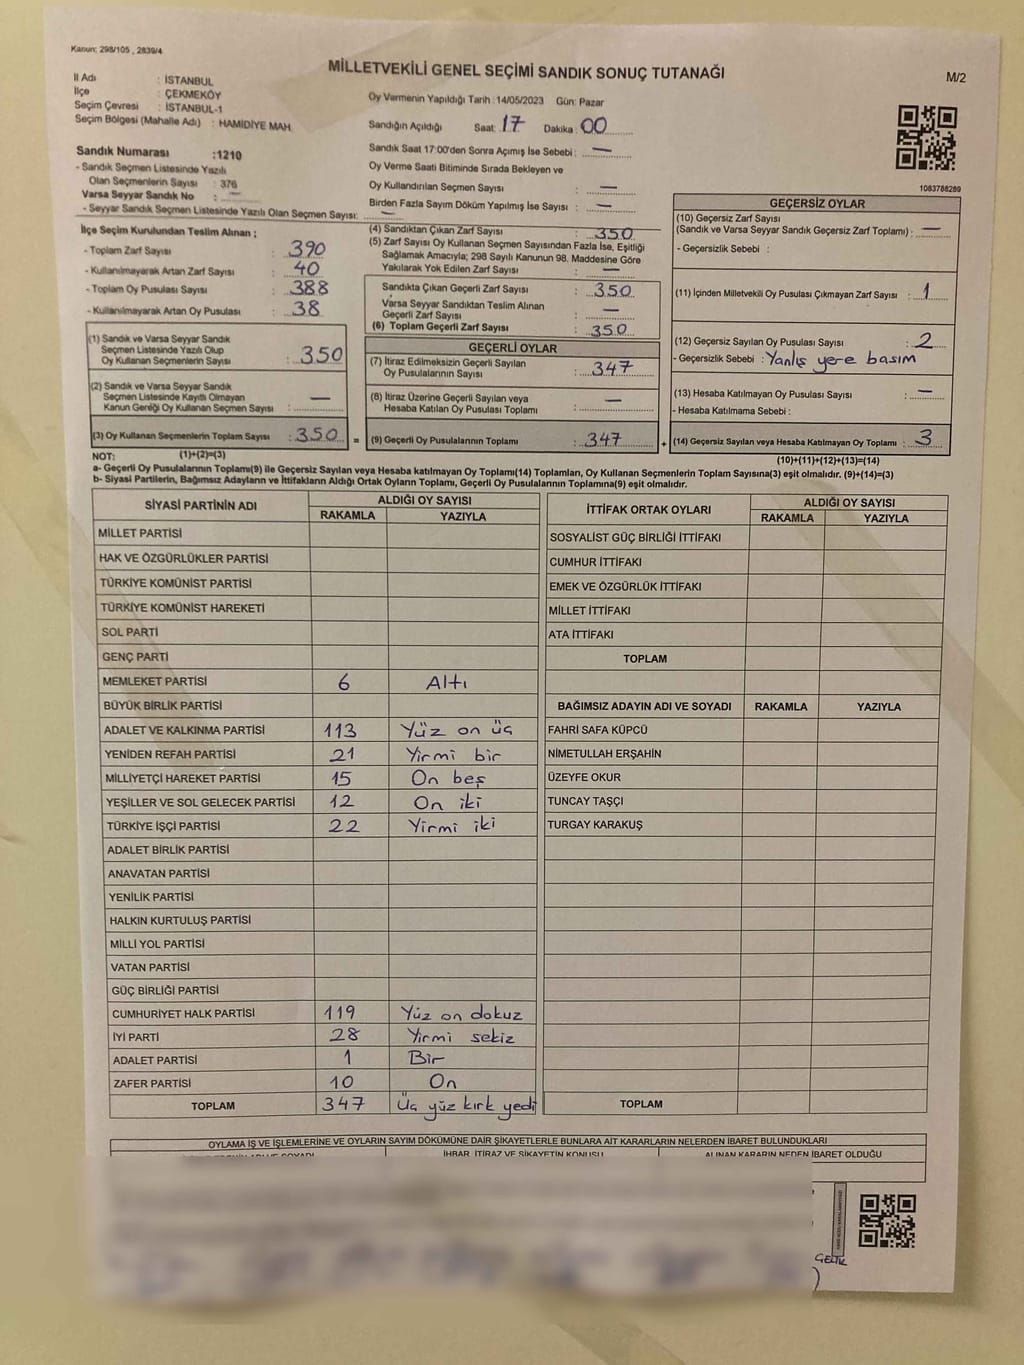 Kanun: 298/105 , 2839/4
MİLLETVEKİLİ GENEL SEÇİMİ SANDIK SONUÇ TUTANAĞI
M/2
İl Adı : İSTANBUL
İlçe : ÇEKMEKÖY
Seçim Çevresi : İSTANBUL-1
Seçim Bölgesi (Mahalle Adı) : HAMİDİYE MAH.
Sandık Numarası :1210
- Sandık Seçmen Listesinde Yazılı
Olan Seçmenlerin Sayısı : 376
Varsa Seyyar Sandık No : —
- Seyyar Sandık Seçmen Listesinde Yazılı Olan Seçmen Sayısı: —
Oy Vermenin Yapıldığı Tarih : 14/05/2023 Gün: Pazar
Sandığın Açıldığı Saat: 17 Dakika : 00
Sandık Saat 17:00'den Sonra Açımış İse Sebebi : —
Oy Verme Saati Bitiminde Sırada Bekleyen ve
Oy Kullandırılan Seçmen Sayısı : —
Birden Fazla Sayım Döküm Yapılmış İse Sayısı : —
1083788289
İlçe Seçim Kurulundan Teslim Alınan ;
- Toplam Zarf Sayısı : 390
- Kullanılmayarak Artan Zarf Sayısı : 40
- Toplam Oy Pusulası Sayısı : 388
- Kullanılmayarak Artan Oy Pusulası : 38
(1) Sandık ve Varsa Seyyar Sandık
Seçmen Listesinde Yazılı Olup
Oy Kullanan Seçmenlerin Sayısı : 350
(2) Sandık ve Varsa Seyyar Sandık
Seçmen Listesinde Kayıtlı Olmayan
Kanun Gereği Oy Kullanan Seçmen Sayısı : —
(3) Oy Kullanan Seçmenlerin Toplam Sayısı : 350 =
(1)+(2)=(3)
(4) Sandıktan Çıkan Zarf Sayısı : 350
(5) Zarf Sayısı Oy Kullanan Seçmen Sayısından Fazla İse, Eşitliği
Sağlamak Amacıyla; 298 Sayılı Kanunun 98. Maddesine Göre
Yakılarak Yok Edilen Zarf Sayısı : —
Sandıkta Çıkan Geçerli Zarf Sayısı : 350
Varsa Seyyar Sandıktan Teslim Alınan
Geçerli Zarf Sayısı : —
(6) Toplam Geçerli Zarf Sayısı : 350
GEÇERLİ OYLAR
(7) İtiraz Edilmeksizin Geçerli Sayılan
Oy Pusulalarının Sayısı : 347
(8) İtiraz Üzerine Geçerli Sayılan veya
Hesaba Katılan Oy Pusulası Toplamı : —
(9) Geçerli Oy Pusulalarının Toplamı : 347 +
GEÇERSİZ OYLAR
(10) Geçersiz Zarf Sayısı
(Sandık ve Varsa Seyyar Sandık Geçersiz Zarf Toplamı) : —
- Geçersizlik Sebebi :
(11) İçinden Milletvekili Oy Pusulası Çıkmayan Zarf Sayısı : 1
(12) Geçersiz Sayılan Oy Pusulası Sayısı : 2
- Geçersizlik Sebebi : Yanlış yere basım
(13) Hesaba Katılmayan Oy Pusulası Sayısı : —
- Hesaba Katılmama Sebebi :
(14) Geçersiz Sayılan veya Hesaba Katılmayan Oy Toplamı : 3
(10)+(11)+(12)+(13)=(14)
NOT:
a- Geçerli Oy Pusulalarının Toplamı(9) ile Geçersiz Sayılan veya Hesaba katılmayan Oy Toplamı(14) Toplamları, Oy Kullanan Seçmenlerin Toplam Sayısına(3) eşit olmalıdır. (9)+(14)=(3)
b- Siyasi Partilerin, Bağımsız Adayların ve İttifakların Aldığı Ortak Oyların Toplamı, Geçerli Oy Pusulalarının Toplamına(9) eşit olmalıdır.
SİYASİ PARTİNİN ADI ALDIĞI OY SAYISI
RAKAMLA YAZIYLA
MİLLET PARTİSİ
HAK VE ÖZGÜRLÜKLER PARTİSİ
TÜRKİYE KOMÜNİST PARTİSİ
TÜRKİYE KOMÜNİST HAREKETİ
SOL PARTİ
GENÇ PARTİ
MEMLEKET PARTİSİ 6 Altı
BÜYÜK BİRLİK PARTİSİ
ADALET VE KALKINMA PARTİSİ 113 Yüz on üç
YENİDEN REFAH PARTİSİ 21 Yirmi bir
MİLLİYETÇİ HAREKET PARTİSİ 15 On beş
YEŞİLLER VE SOL GELECEK PARTİSİ 12 On iki
TÜRKİYE İŞÇİ PARTİSİ 22 Yirmi iki
ADALET BİRLİK PARTİSİ
ANAVATAN PARTİSİ
YENİLİK PARTİSİ
HALKIN KURTULUŞ PARTİSİ
MİLLİ YOL PARTİSİ
VATAN PARTİSİ
GÜÇ BİRLİĞİ PARTİSİ
CUMHURİYET HALK PARTİSİ 119 Yüz on dokuz
İYİ PARTİ 28 Yirmi sekiz
ADALET PARTİSİ 1 Bir
ZAFER PARTİSİ 10 On
TOPLAM 347 Üç yüz kırk yedi
İTTİFAK ORTAK OYLARI ALDIĞI OY SAYISI
RAKAMLA YAZIYLA
SOSYALİST GÜÇ BİRLİĞİ İTTİFAKI
CUMHUR İTTİFAKI
EMEK VE ÖZGÜRLÜK İTTİFAKI
MİLLET İTTİFAKI
ATA İTTİFAKI
TOPLAM
BAĞIMSIZ ADAYIN ADI VE SOYADI RAKAMLA YAZIYLA
FAHRİ SAFA KÜPCÜ
NİMETULLAH ERŞAHİN
ÜZEYFE OKUR
TUNCAY TAŞÇI
TURGAY KARAKUŞ
TOPLAM
OYLAMA İŞ VE İŞLEMLERİNE VE OYLARIN SAYIM DÖKÜMÜNE DAİR ŞİKAYETLERLE BUNLARA AİT KARARLARIN NELERDEN İBARET BULUNDUKLARI
İHBAR, İTİRAZ VE ŞİKAYETİN KONUSU ALINAN KARARIN NEDEN İBARET OLDUĞU